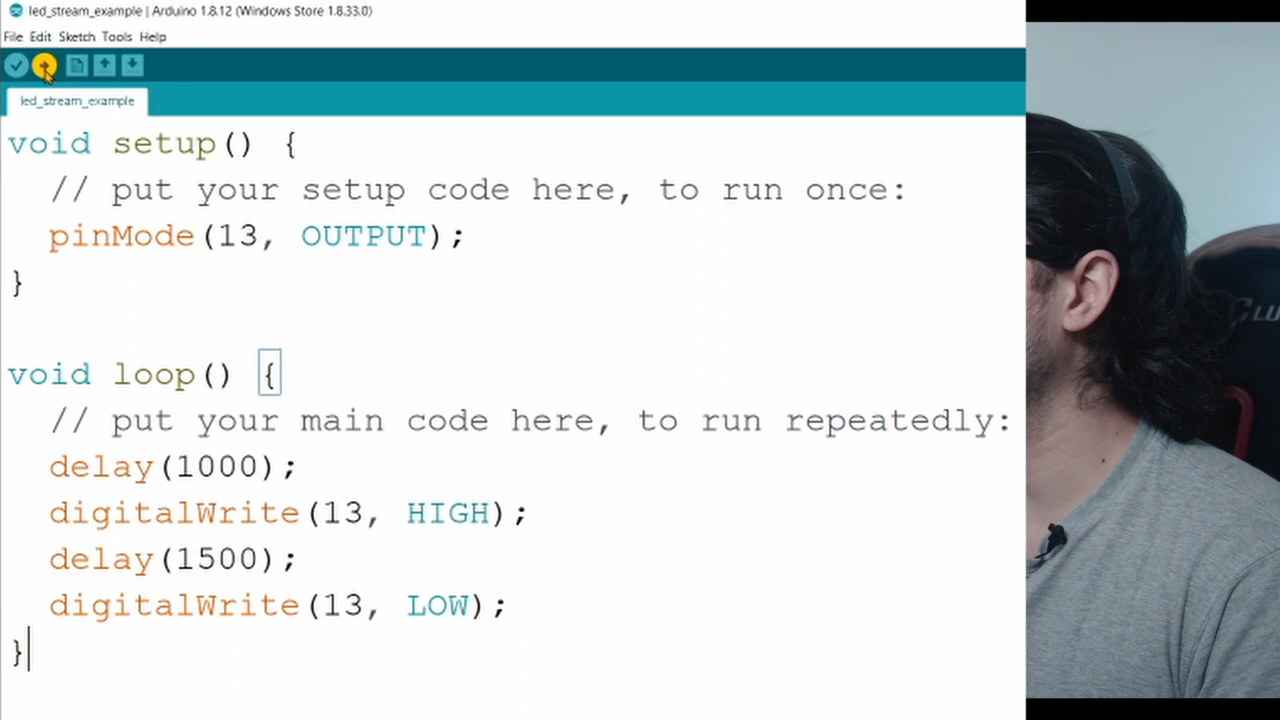 led_stream_example | Arduino 1.8.12 (Windows Store 1.8.33.0)
File Edit Sketch Tools Help
led_stream_example
void setup() {
  // put your setup code here, to run once:
  pinMode(13, OUTPUT);
}
void loop() {
  // put your main code here, to run repeatedly:
  delay(1000);
  digitalWrite(13, HIGH);
  delay(1500);
  digitalWrite(13, LOW);
}